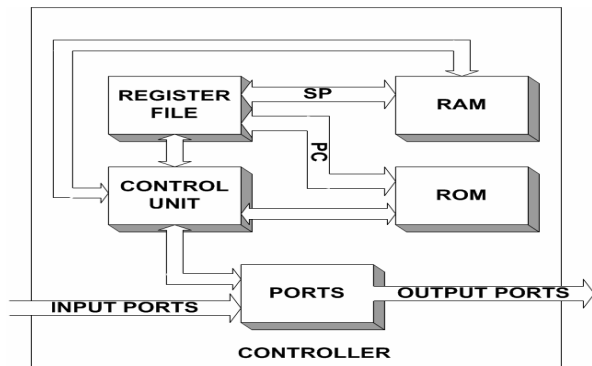 REGISTER
FILE
SP
RAM
PC
CONTROL
UNIT
ROM
PORTS
INPUT PORTS
OUTPUT PORTS
CONTROLLER